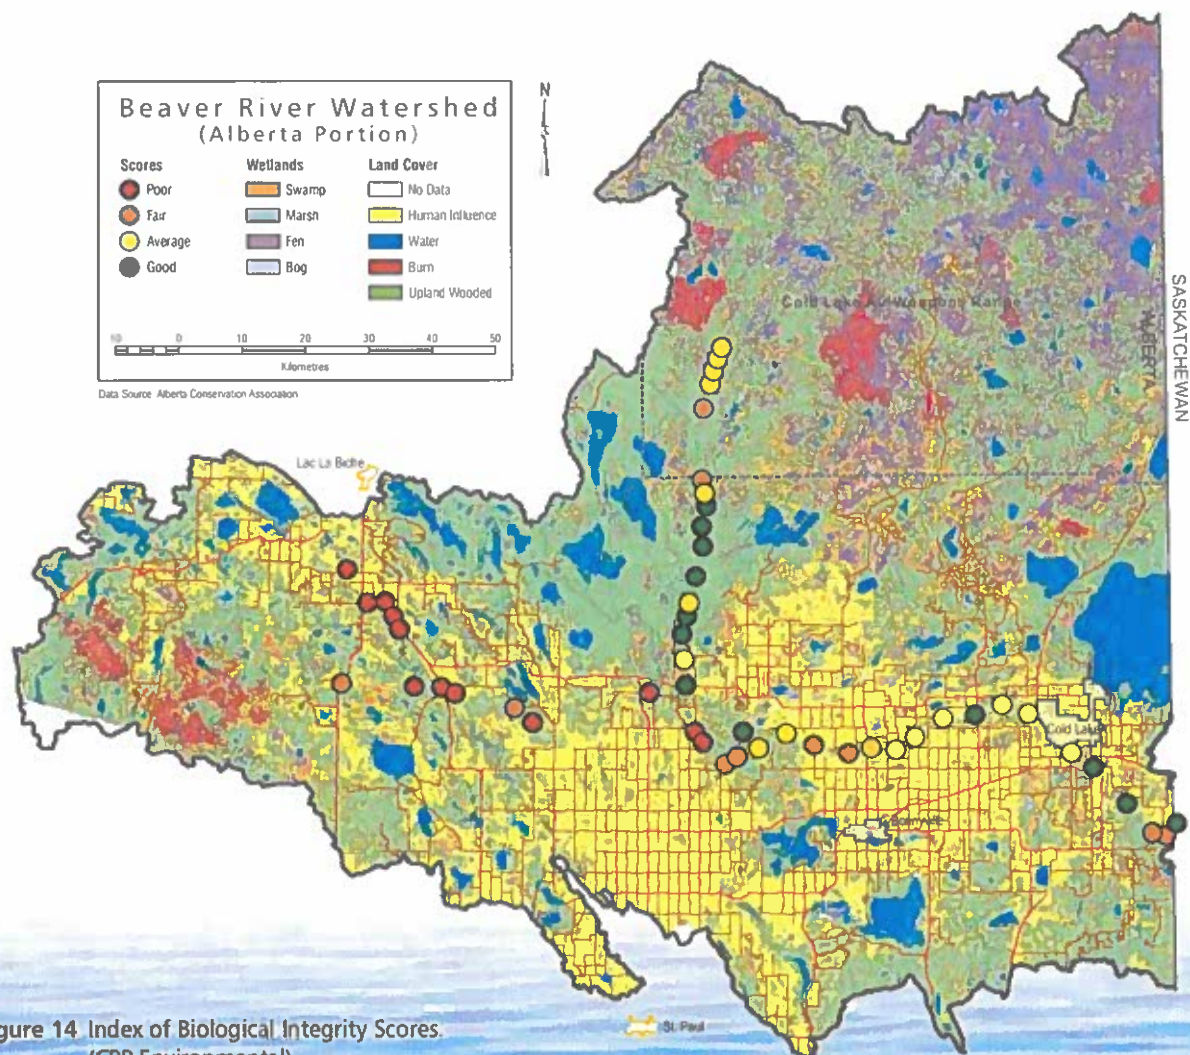 Beaver River Watershed
(Alberta Portion)
Scores
Poor
Fair
Average
Good
Wetlands
Swamp
Marsh
Fen
Bog
Land Cover
No Data
Human Influence
Water
Burn
Upland Wooded
10 0 10 20 30 40 50
Kilometres
Data Source Alberta Conservation Association
N
Cold Lake Air Weapons Range
ALBERTA
SASKATCHEWAN
Lac La Biche
Cold Lake
Bonnyville
St. Paul
gure 14 Index of Biological Integrity Scores.